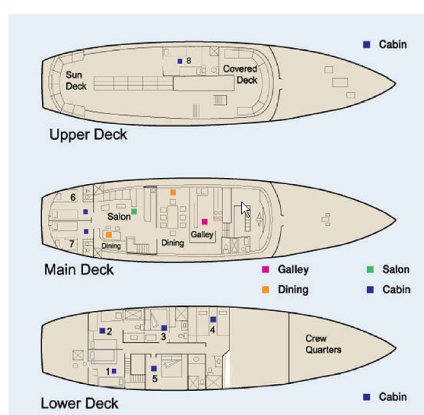 Cabin
8
Sun
Deck
Covered
Deck
Upper Deck
6
Salon
7
Dining
Dining
Galley
Main Deck
Galley
Salon
Dining
Cabin
2
3
4
1
5
Crew
Quarters
Lower Deck
Cabin